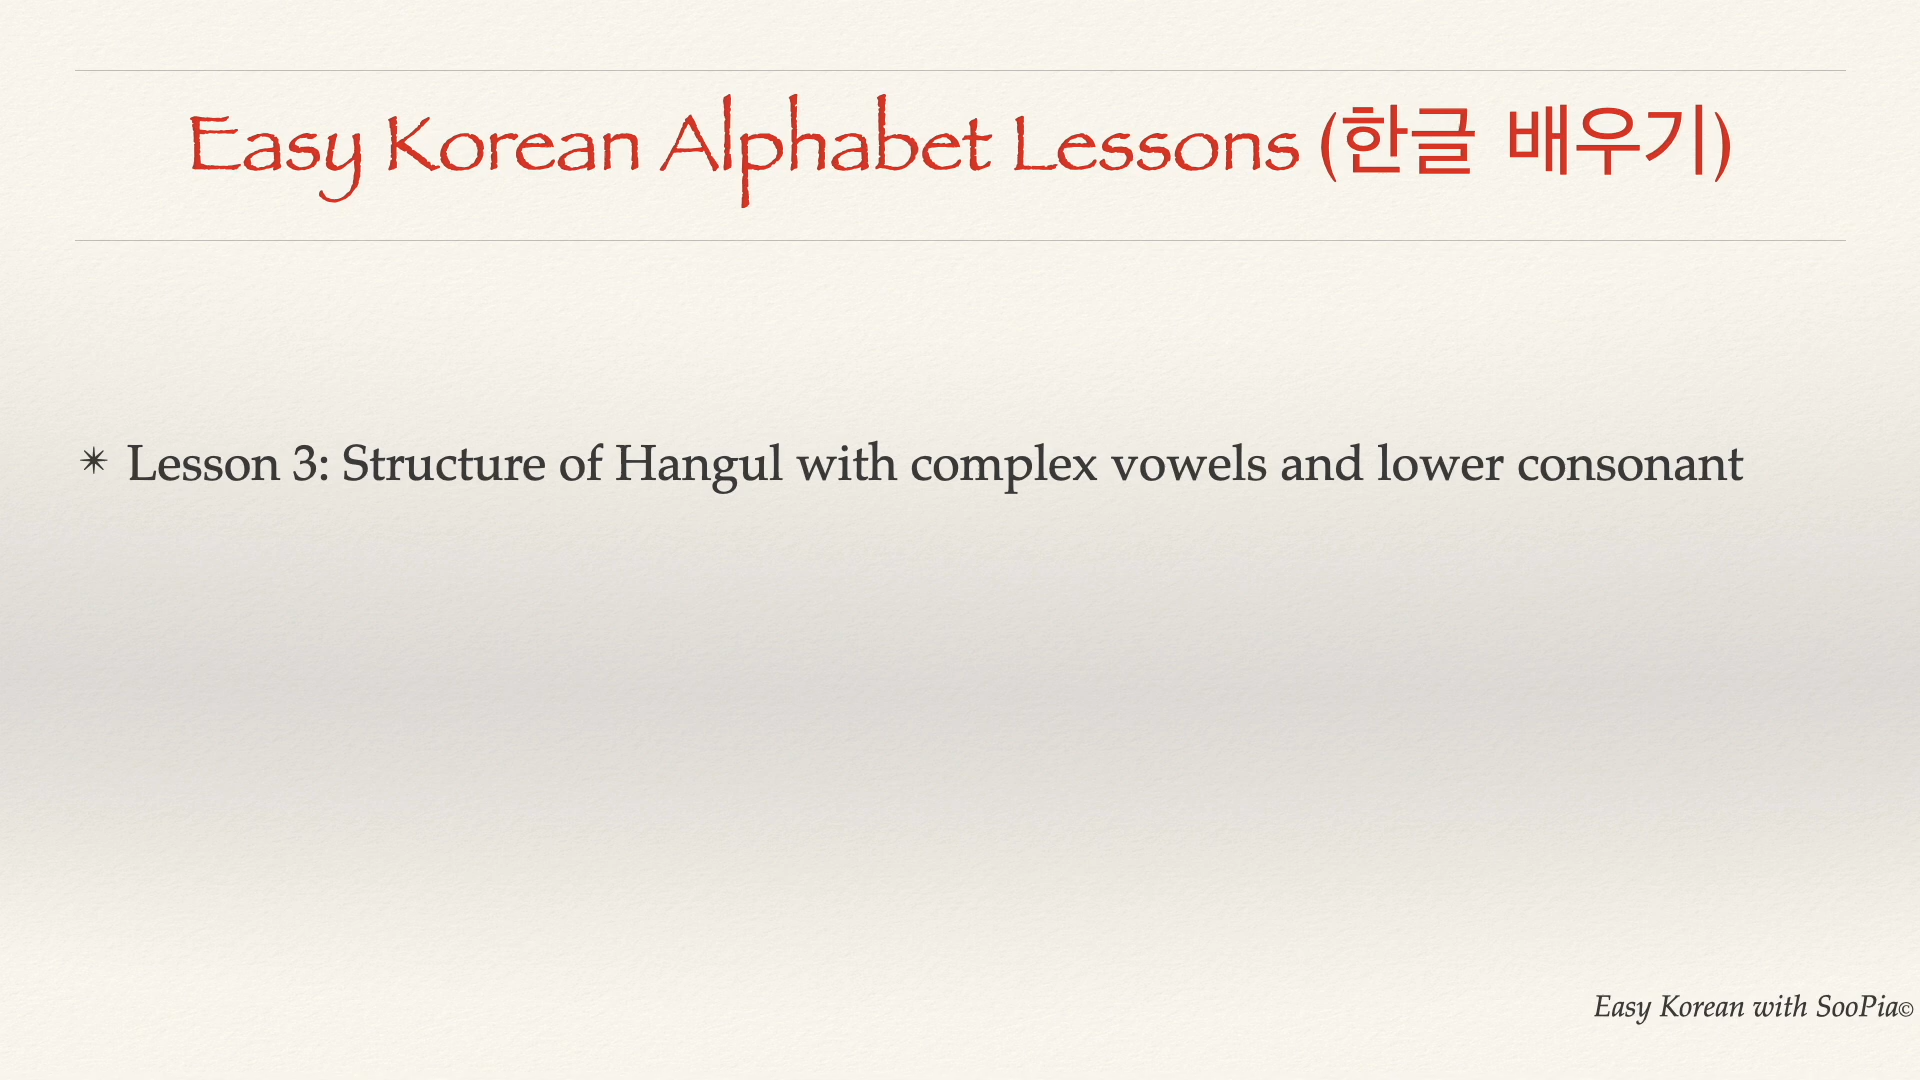 Easy Korean Alphabet Lessons (한글 배우기)
✴ Lesson 3: Structure of Hangul with complex vowels and lower consonant
Easy Korean with SooPia©